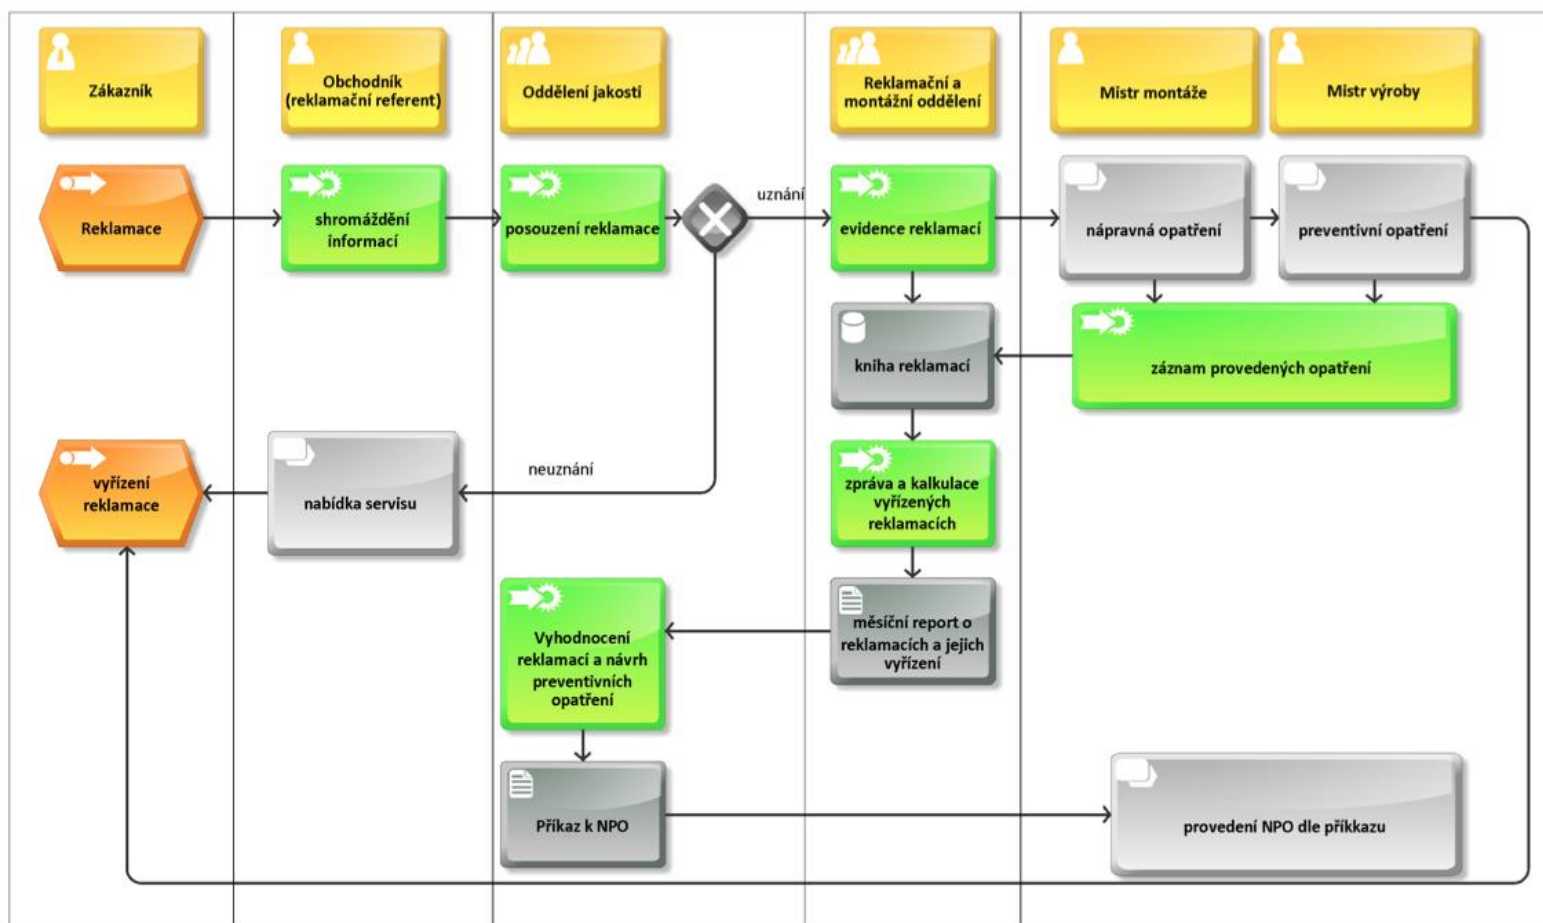 Zákazník
Obchodník
(reklamační referent)
Oddělení jakosti
Reklamační a
montážní oddělení
Mistr montáže
Mistr výroby
Reklamace
shromáždění
informací
posouzení reklamace
uznání
evidence reklamací
nápravná opatření
preventivní opatření
kniha reklamací
záznam provedených opatření
vyřízení
reklamace
nabídka servisu
neuznání
zpráva a kalkulace
vyřízených
reklamacích
Vyhodnocení
reklamací a návrh
preventivních
opatření
měsíční report o
reklamacích a jejich
vyřízení
Příkaz k NPO
provedení NPO dle příkkazu